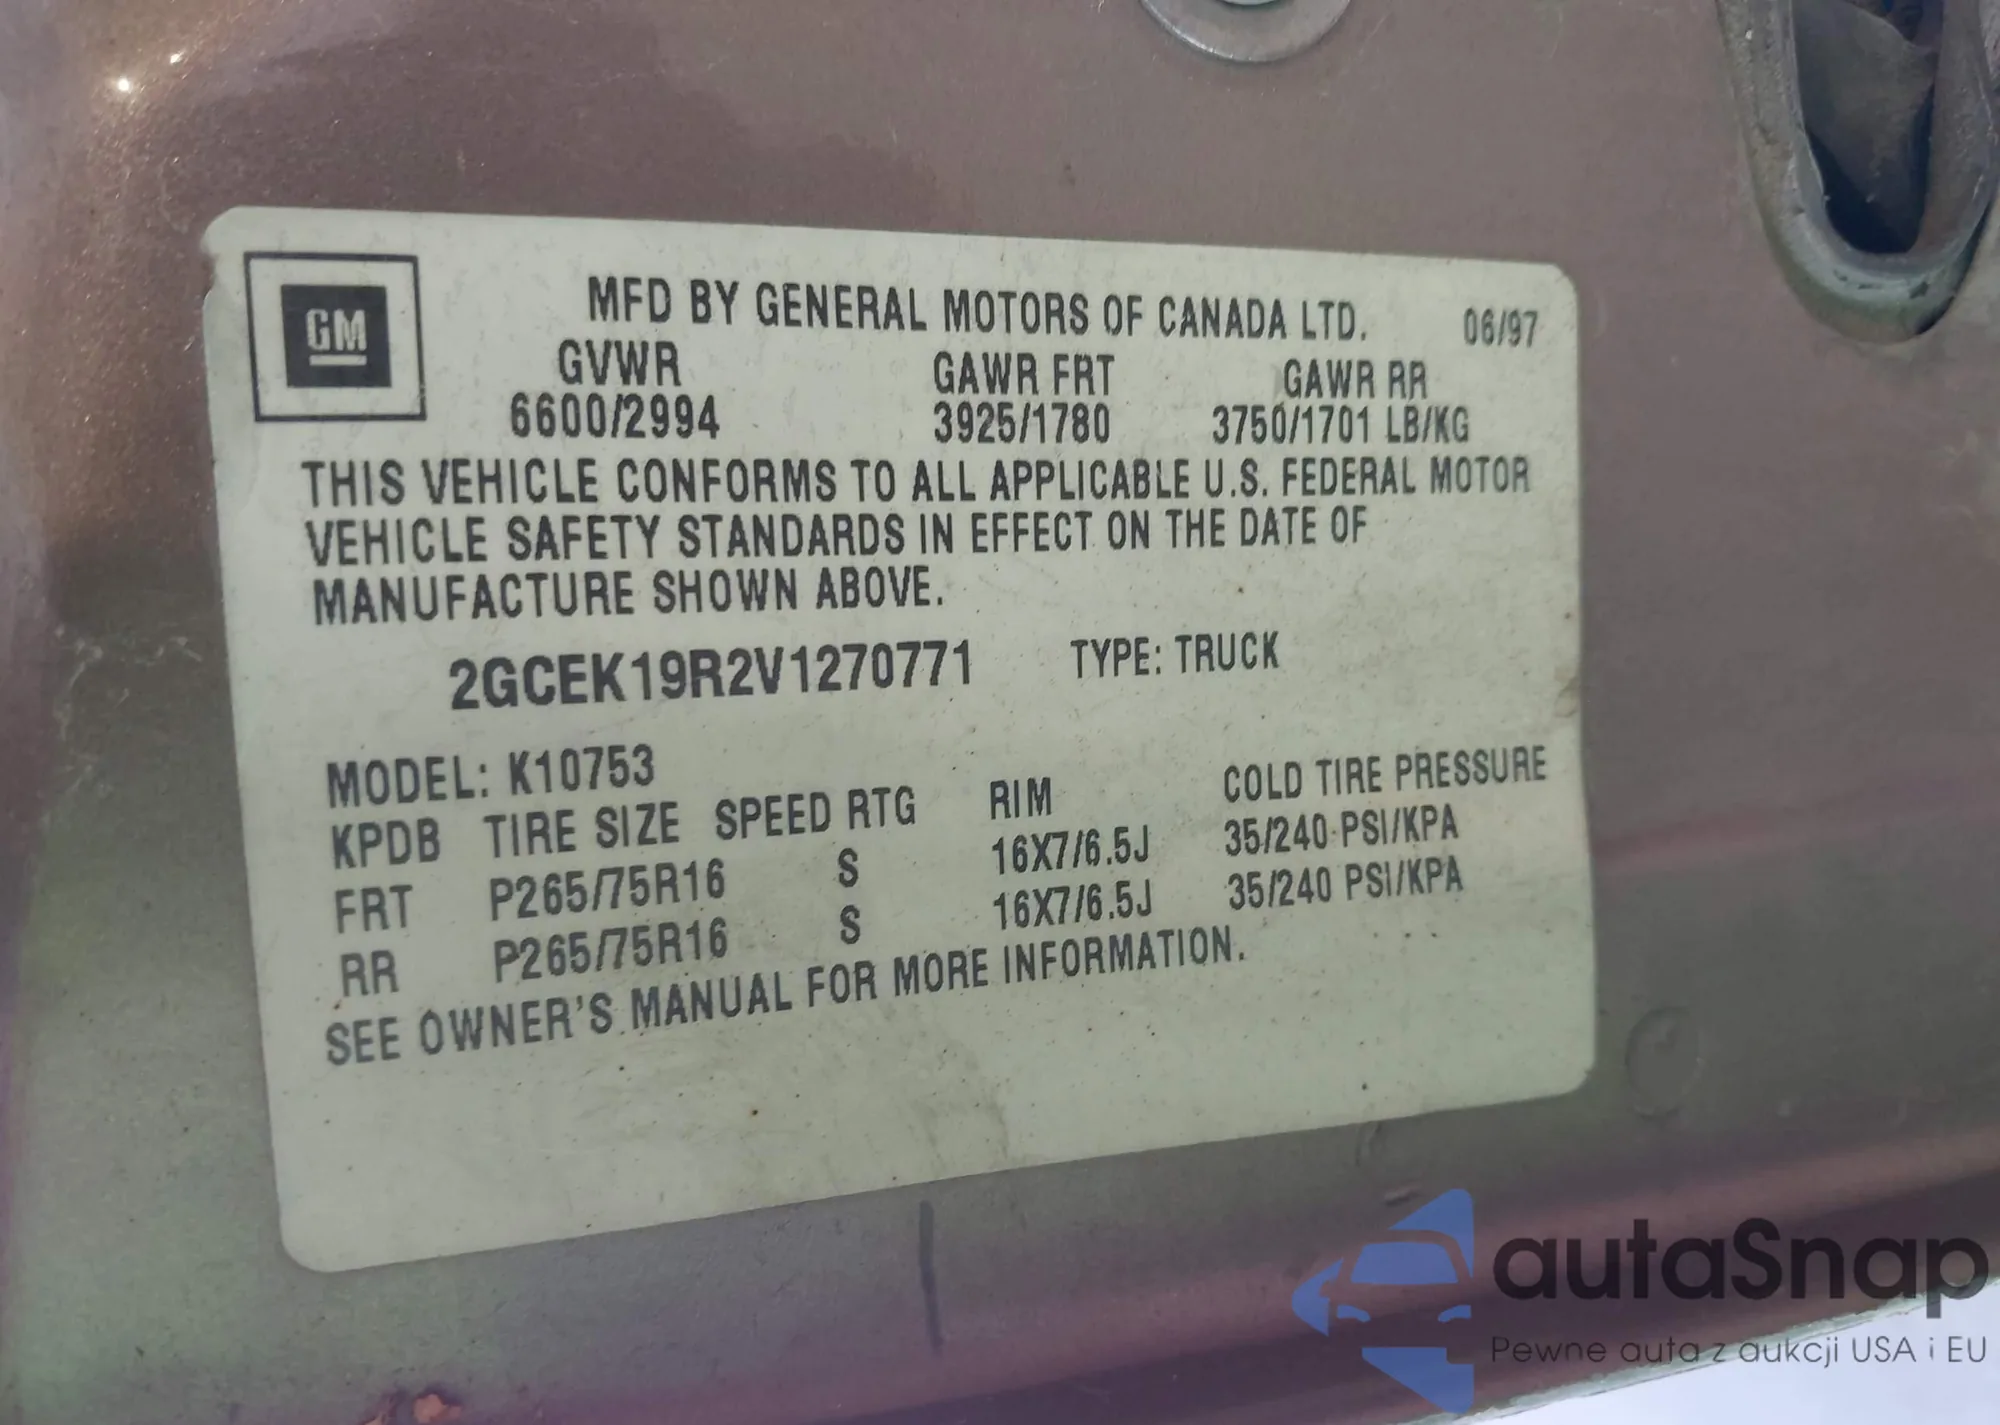 GM
MFD BY GENERAL MOTORS OF CANADA LTD. 06/97
GVWR GAWR FRT GAWR RR
6600/2994 3925/1780 3750/1701 LB/KG
THIS VEHICLE CONFORMS TO ALL APPLICABLE U.S. FEDERAL MOTOR
VEHICLE SAFETY STANDARDS IN EFFECT ON THE DATE OF
MANUFACTURE SHOWN ABOVE.
2GCEK19R2V1270771 TYPE: TRUCK
MODEL: K10753
KPDB TIRE SIZE SPEED RTG RIM COLD TIRE PRESSURE
FRT P265/75R16 S 16X7/6.5J 35/240 PSI/KPA
RR P265/75R16 S 16X7/6.5J 35/240 PSI/KPA
SEE OWNER'S MANUAL FOR MORE INFORMATION.
autaSnap
Pewne auta z aukcji USA i EU